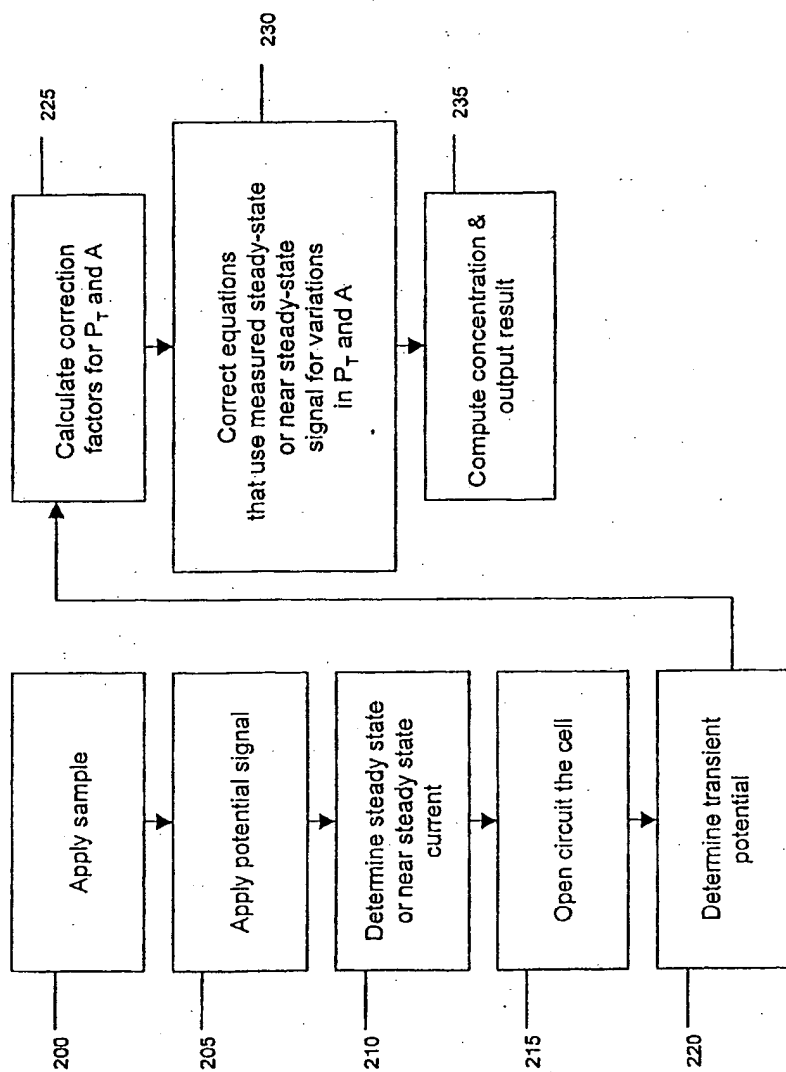 200
Apply sample
205
Apply potential signal
210
Determine steady state
or near steady state
current
215
Open circuit the cell
220
Determine transient
potential
225
Calculate correction
factors for P_T and A
230
Correct equations
that use measured steady-state
or near steady-state
signal for variations
in P_T and A
235
Compute concentration &
output result